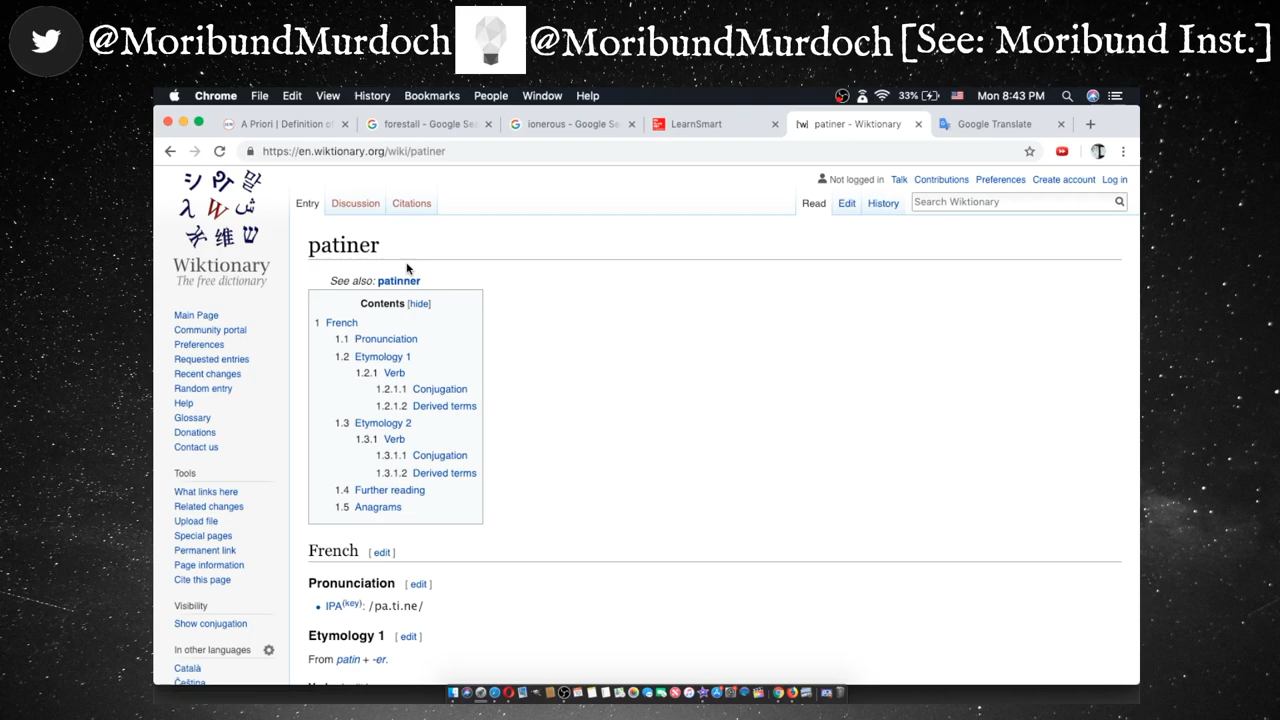 @MoribundMurdoch @MoribundMurdoch [See: Moribund Inst.]
Chrome File Edit View History Bookmarks People Window Help 33% Mon 8:43 PM
A Priori | Definition of forestall - Google Sea ionerous - Google Se LearnSmart patiner - Wiktionary Google Translate
https://en.wiktionary.org/wiki/patiner
Not logged in Talk Contributions Preferences Create account Log in
Entry Discussion Citations Read Edit History Search Wiktionary
Wiktionary
The free dictionary
Main Page
Community portal
Preferences
Requested entries
Recent changes
Random entry
Help
Glossary
Donations
Contact us
Tools
What links here
Related changes
Upload file
Special pages
Permanent link
Page information
Cite this page
Visibility
Show conjugation
In other languages
Català
Čeština
patiner
See also: patinner
Contents [hide]
1 French
1.1 Pronunciation
1.2 Etymology 1
1.2.1 Verb
1.2.1.1 Conjugation
1.2.1.2 Derived terms
1.3 Etymology 2
1.3.1 Verb
1.3.1.1 Conjugation
1.3.1.2 Derived terms
1.4 Further reading
1.5 Anagrams
French [ edit ]
Pronunciation [ edit ]
• IPA(key): /pa.ti.ne/
Etymology 1 [ edit ]
From patin + -er.